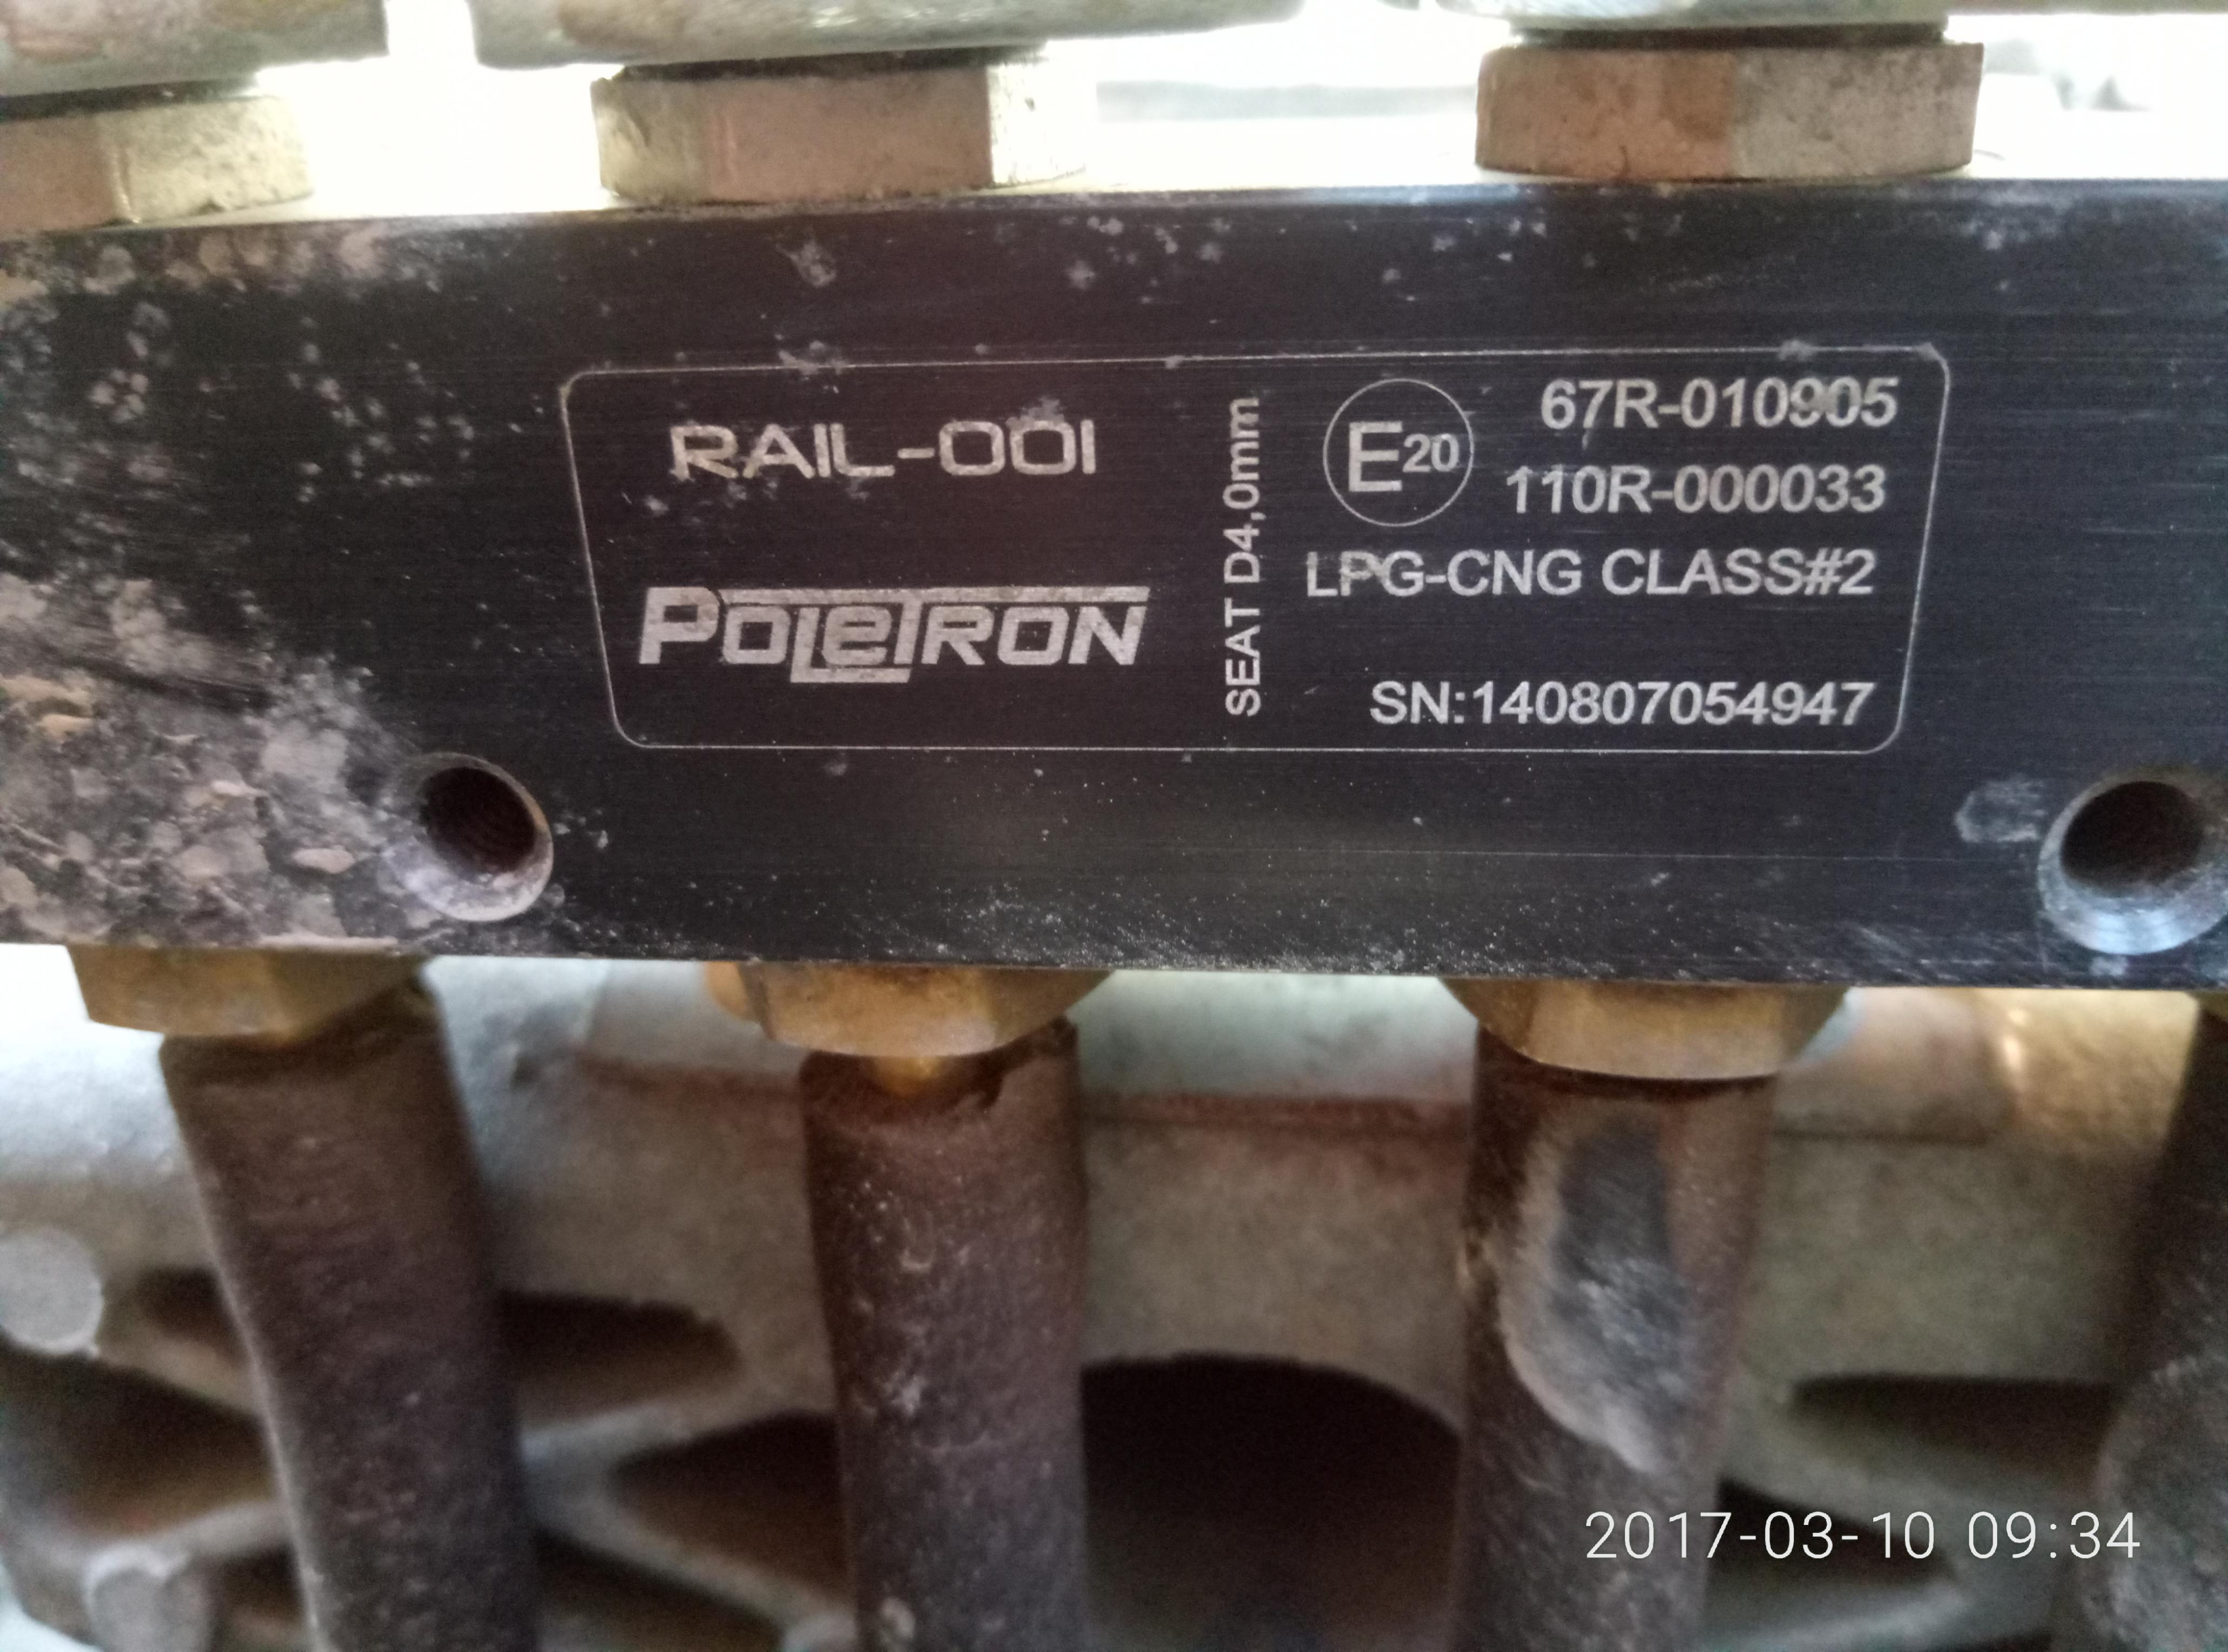 RAIL-001
POLETRON
SEAT D4,0mm
E20
67R-010905
110R-000033
LPG-CNG CLASS#2
SN:140807054947
2017-03-10 09:34